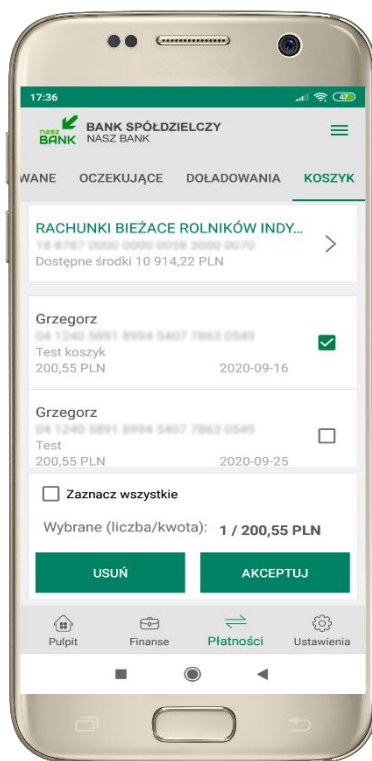 17:36
47
nasz BANK
BANK SPÓŁDZIELCZY
NASZ BANK
WANE OCZEKUJĄCE DOŁADOWANIA KOSZYK
RACHUNKI BIEŻACE ROLNIKÓW INDY...
Dostępne środki 10 914,22 PLN
Grzegorz
Test koszyk
200,55 PLN 2020-09-16
Grzegorz
Test
200,55 PLN 2020-09-25
Zaznacz wszystkie
Wybrane (liczba/kwota): 1 / 200,55 PLN
USUŃ AKCEPTUJ
Pulpit Finanse Płatności Ustawienia